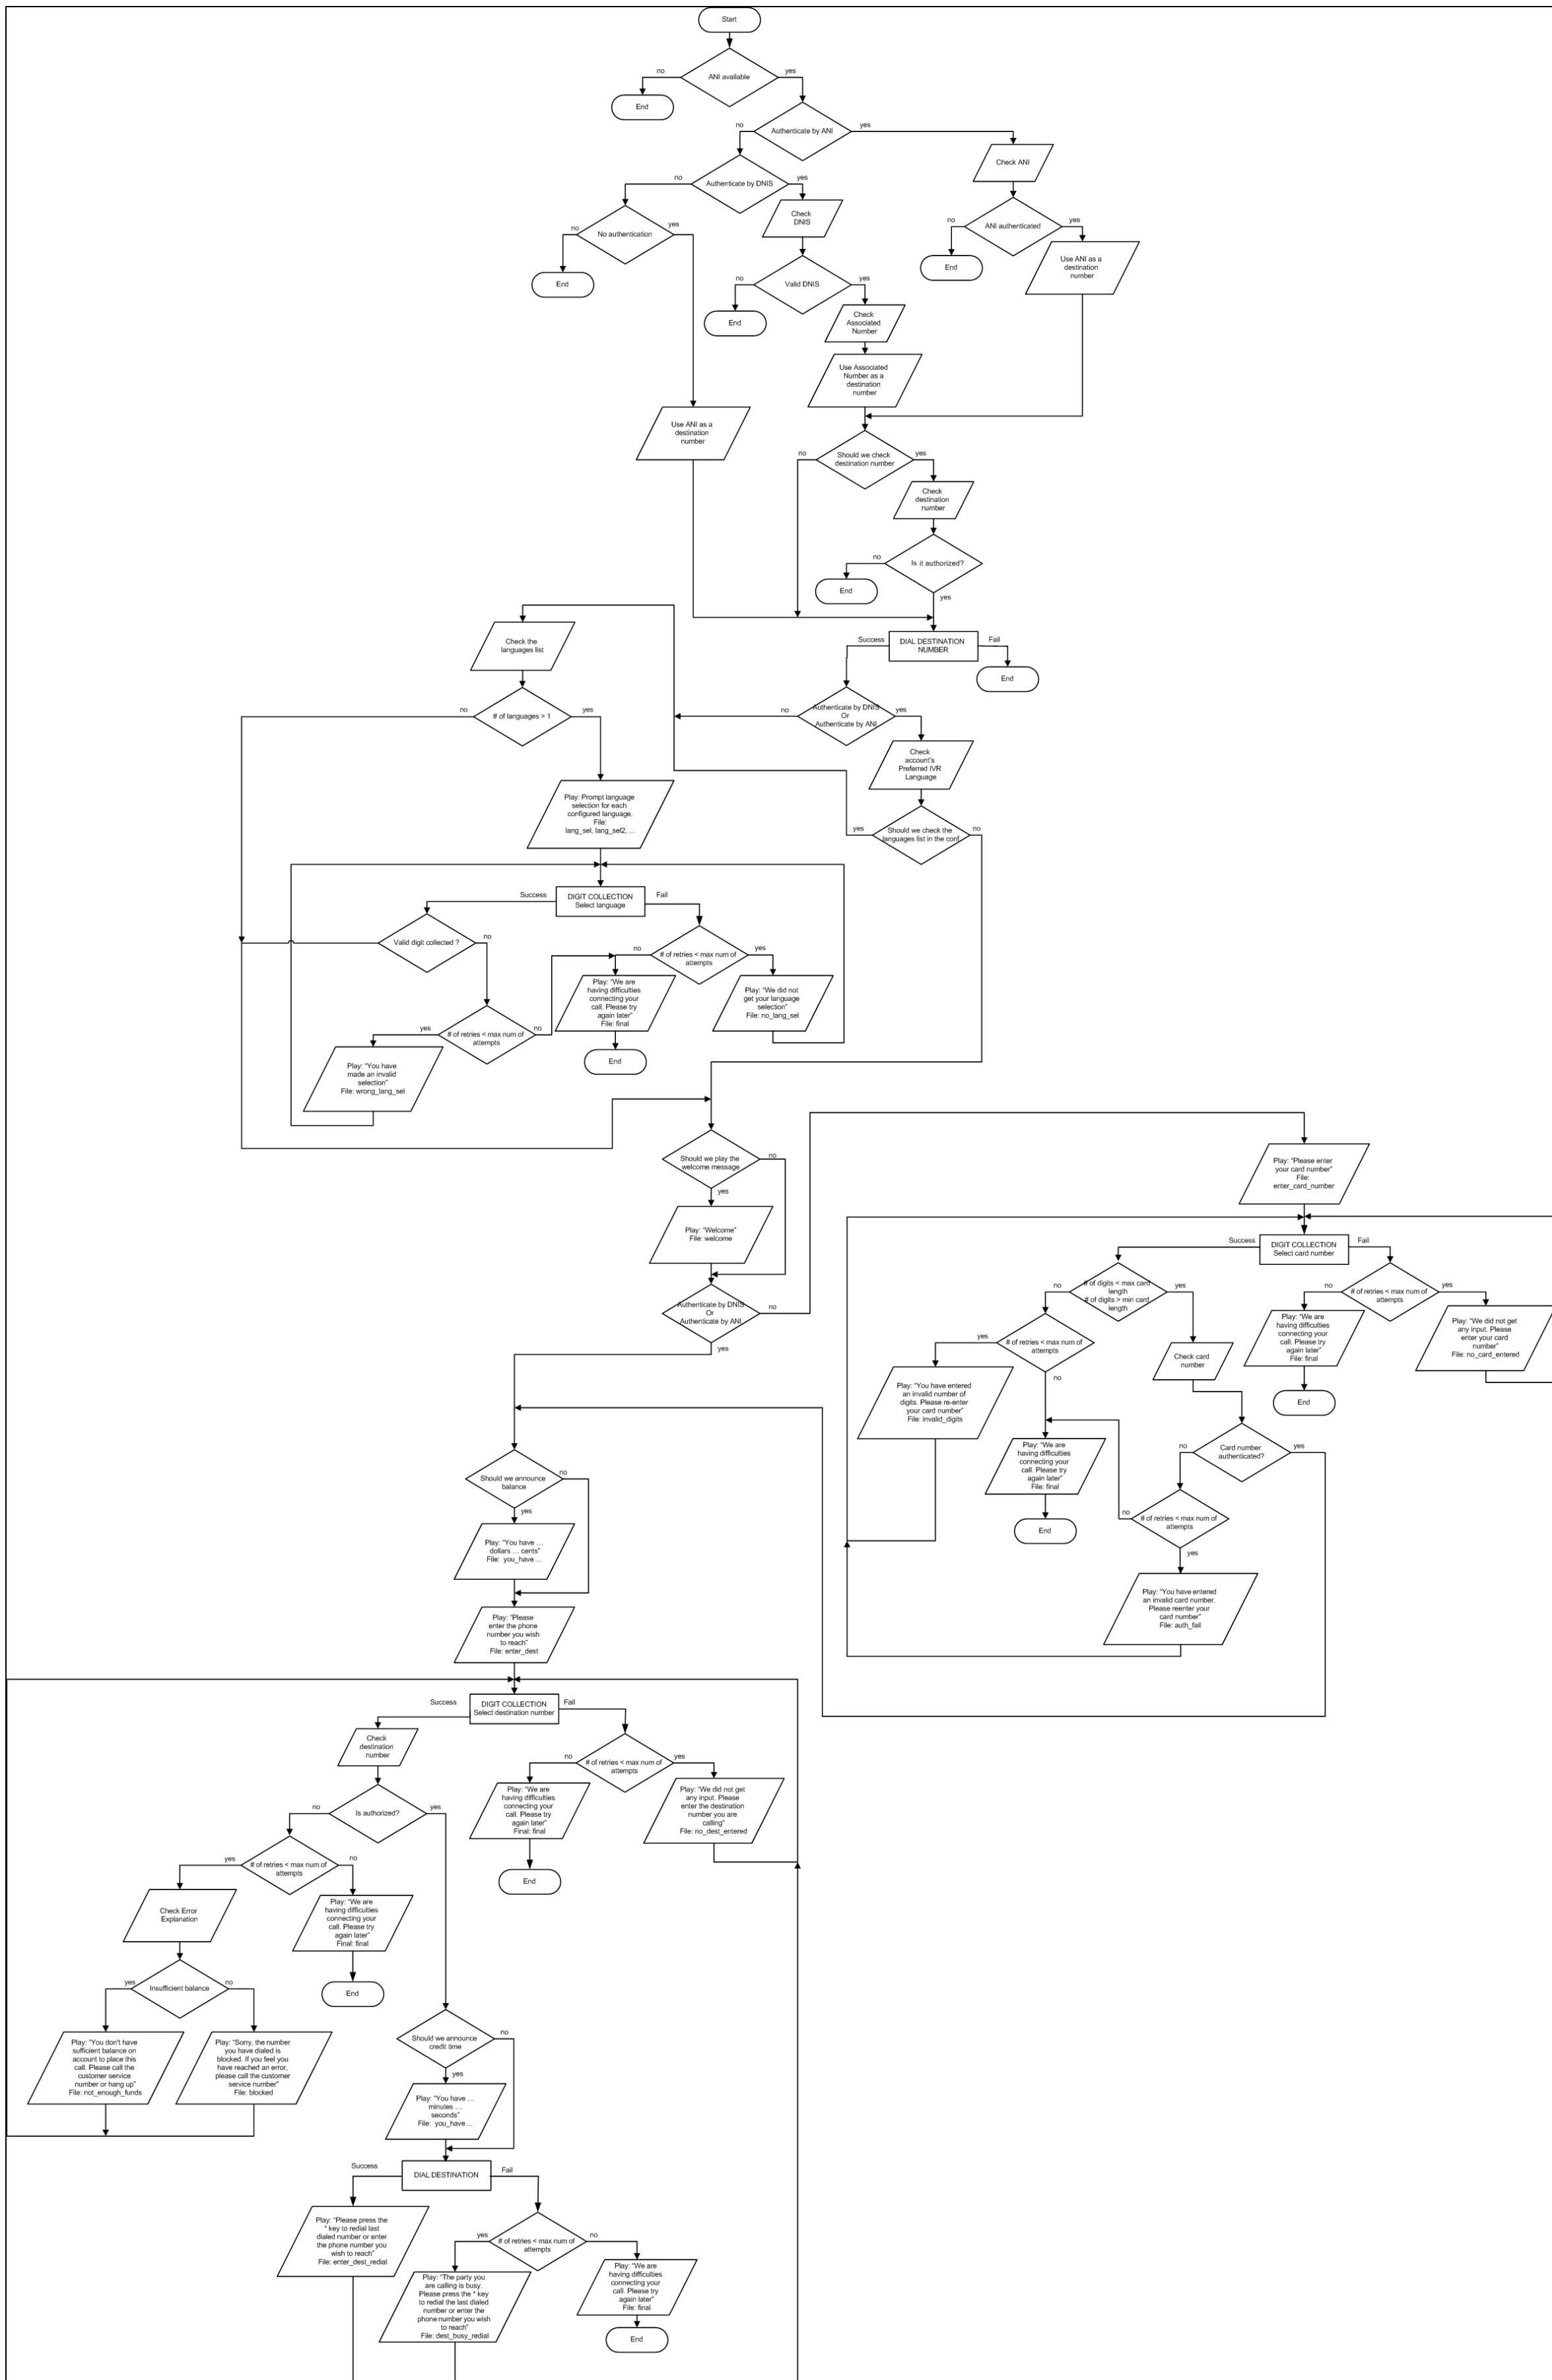 Start
ANI available
no
yes
End
Authenticate by ANI
no
yes
Check ANI
Authenticate by DNIS
no
yes
Check
DNIS
ANI authenticated
no
yes
End
Use ANI as a
destination
number
No authentication
no
yes
End
Valid DNIS
no
yes
End
Check
Associated
Number
Use Associated
Number as a
destination
number
Use ANI as a
destination
number
Should we check
destination number
no
yes
Check
destination
number
Is it authorized?
no
End
yes
DIAL DESTINATION
NUMBER
Success
Fail
End
Check the
languages list
# of languages > 1
no
yes
Authenticate by DNIS
Or
Authenticate by ANI
no
yes
Check
account's
Preferred IVR
Language
Should we check the
languages list in the conf.
yes
no
Play: Prompt language
selection for each
configured language.
File:
lang_sel, lang_sel2, ...
DIGIT COLLECTION
Select language
Success
Fail
Valid digit collected ?
no
# of retries < max num of
attempts
no
yes
Play: "We are
having difficulties
connecting your
call. Please try
again later"
File: final
Play: "We did not
get your language
selection"
File: no_lang_sel
# of retries < max num of
attempts
yes
no
End
Play: "You have
made an invalid
selection"
File: wrong_lang_sel
Should we play the
welcome message
no
yes
Play: "Welcome"
File: welcome
Authenticate by DNIS
Or
Authenticate by ANI
no
yes
Play: "Please enter
your card number"
File:
enter_card_number
DIGIT COLLECTION
Select card number
Success
Fail
# of digits < max card
length
# of digits > min card
length
no
yes
# of retries < max num of
attempts
no
yes
Play: "We are
having difficulties
connecting your
call. Please try
again later"
File: final
Play: "We did not get
any input. Please
enter your card
number"
File: no_card_entered
End
# of retries < max num of
attempts
yes
no
Check card
number
Play: "You have entered
an invalid number of
digits. Please re-enter
your card number"
File: invalid_digits
Play: "We are
having difficulties
connecting your
call. Please try
again later"
File: final
End
Card number
authenticated?
no
yes
# of retries < max num of
attempts
no
yes
Play: "You have entered
an invalid card number.
Please reenter your
card number"
File: auth_fail
Should we announce
balance
no
yes
Play: "You have ...
dollars ... cents"
File: you_have ...
Play: "Please
enter the phone
number you wish
to reach"
File: enter_dest
DIGIT COLLECTION
Select destination number
Success
Fail
Check
destination
number
# of retries < max num of
attempts
no
yes
Play: "We are
having difficulties
connecting your
call. Please try
again later"
Final: final
Play: "We did not get
any input. Please
enter the destination
number you are
calling"
File: no_dest_entered
End
Is authorized?
no
yes
# of retries < max num of
attempts
yes
no
Check Error
Explanation
Play: "We are
having difficulties
connecting your
call. Please try
again later"
Final: final
End
Insufficient balance
yes
no
Play: "You don't have
sufficient balance on
account to place this
call. Please call the
customer service
number or hang up"
File: not_enough_funds
Play: "Sorry, the number
you have dialed is
blocked. If you feel you
have reached an error,
please call the customer
service number"
File: blocked
Should we announce
credit time
no
yes
Play: "You have ...
minutes ...
seconds"
File: you_have ...
DIAL DESTINATION
Success
Fail
Play: "Please press the
* key to redial last
dialed number or enter
the phone number you
wish to reach"
File: enter_dest_redial
# of retries < max num of
attempts
yes
no
Play: "The party you
are calling is busy.
Please press the * key
to redial the last dialed
number or enter the
phone number you wish
to reach"
File: dest_busy_redial
Play: "We are
having difficulties
connecting your
call. Please try
again later"
File: final
End